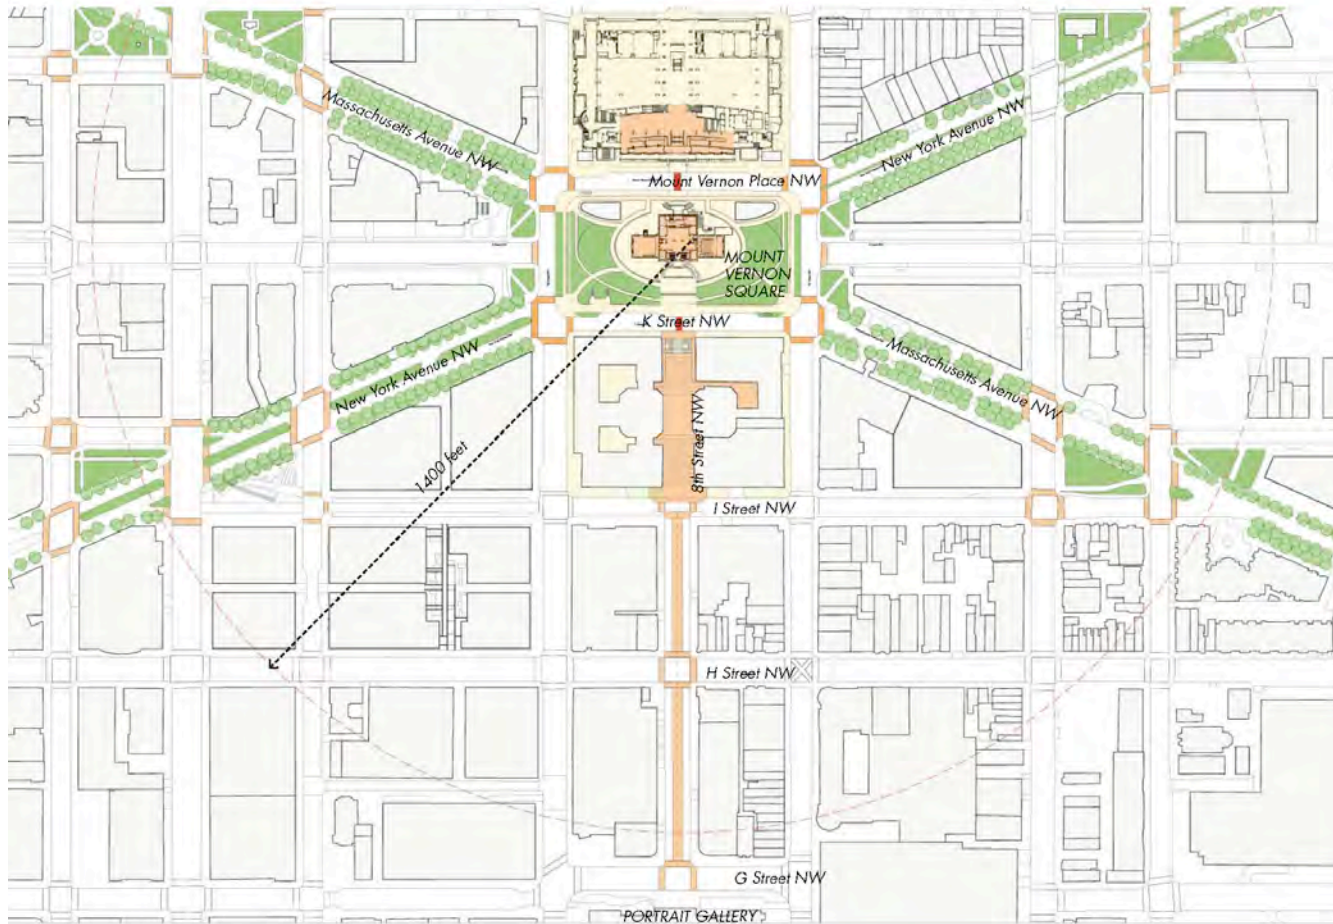 Massachusetts Avenue NW
New York Avenue NW
Mount Vernon Place NW
MOUNT
VERNON
SQUARE
K Street NW
New York Avenue NW
Massachusetts Avenue NW
1400 feet
8th Street NW
I Street NW
H Street NW
G Street NW
PORTRAIT GALLERY